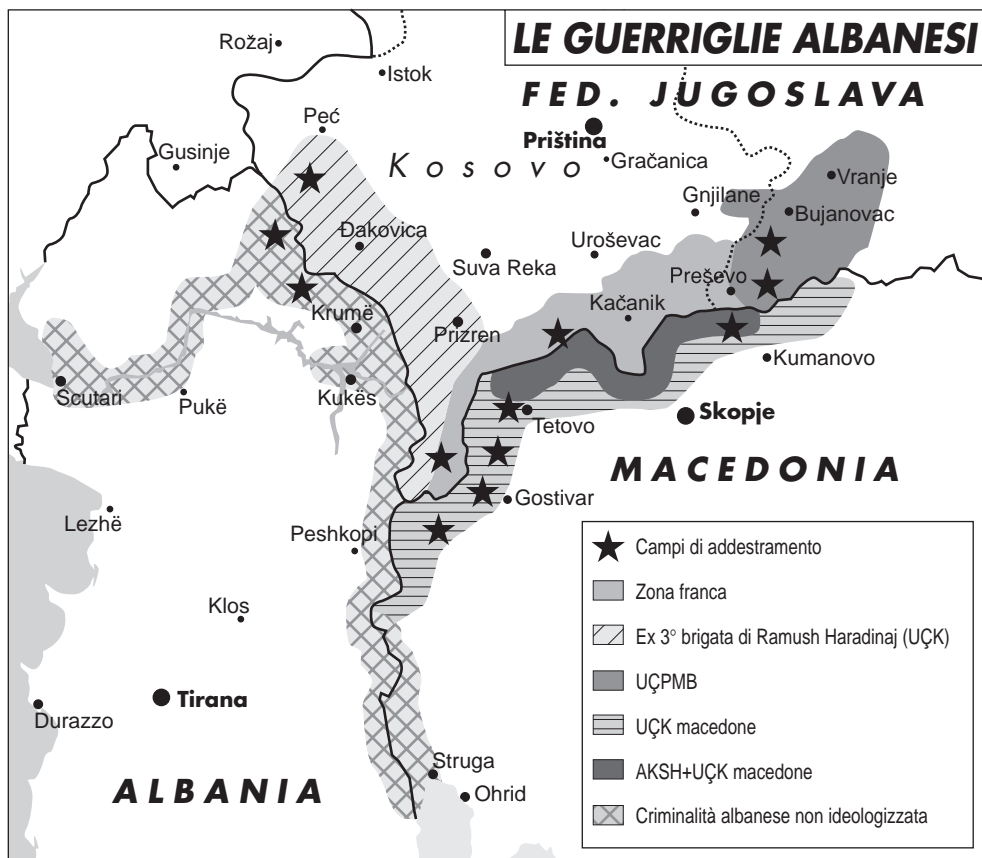 LE GUERRIGLIE ALBANESI
Rožaj
Istok
FED. JUGOSLAVA
Peć
Priština
Gusinje
Kosovo
Gračanica
Vranje
Gnjilane
Bujanovac
Đakovica
Suva Reka
Uroševac
Preševo
Kačanik
Krumë
Prizren
Kumanovo
Scutari
Pukë
Kukës
Tetovo
Skopje
MACEDONIA
Gostivar
Lezhë
Peshkopi
Klos
Tirana
Durazzo
Struga
ALBANIA
Ohrid
Campi di addestramento
Zona franca
Ex 3° brigata di Ramush Haradinaj (UÇK)
UÇPMB
UÇK macedone
AKSH+UÇK macedone
Criminalità albanese non ideologizzata